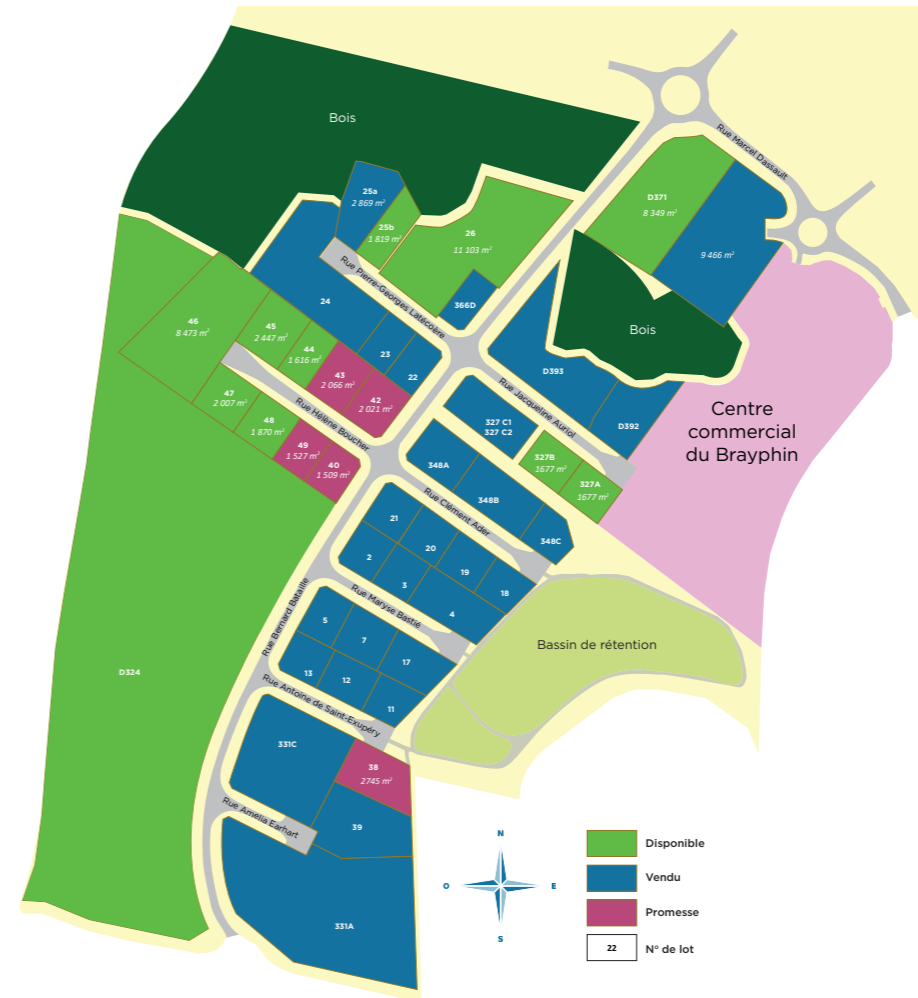 Bois
Rue Marcel Dassault
25a
2 869 m²
25b
1 819 m²
26
11 103 m²
D371
8 349 m²
9 466 m²
Rue Pierre-Georges Latécoère
24
366D
Bois
46
8 473 m²
45
2 447 m²
44
1 616 m²
43
2 066 m²
42
2 021 m²
23
22
D393
D392
Rue Jacqueline Auriol
Centre
commercial
du Brayphin
47
2 007 m²
48
1 870 m²
49
1 527 m²
40
1 509 m²
Rue Hélène Boucher
327 C1
327 C2
327B
1677 m²
327A
1677 m²
348A
348B
348C
Rue Clément Ader
21
20
19
18
2
3
4
Rue Maryse Bastié
Rue Bernard Bataille
5
7
17
13
12
11
Bassin de rétention
D324
Rue Antoine de Saint-Exupéry
331C
38
2745 m²
39
Rue Amelia Earhart
331A
N
O
E
S
Disponible
Vendu
Promesse
22
N° de lot